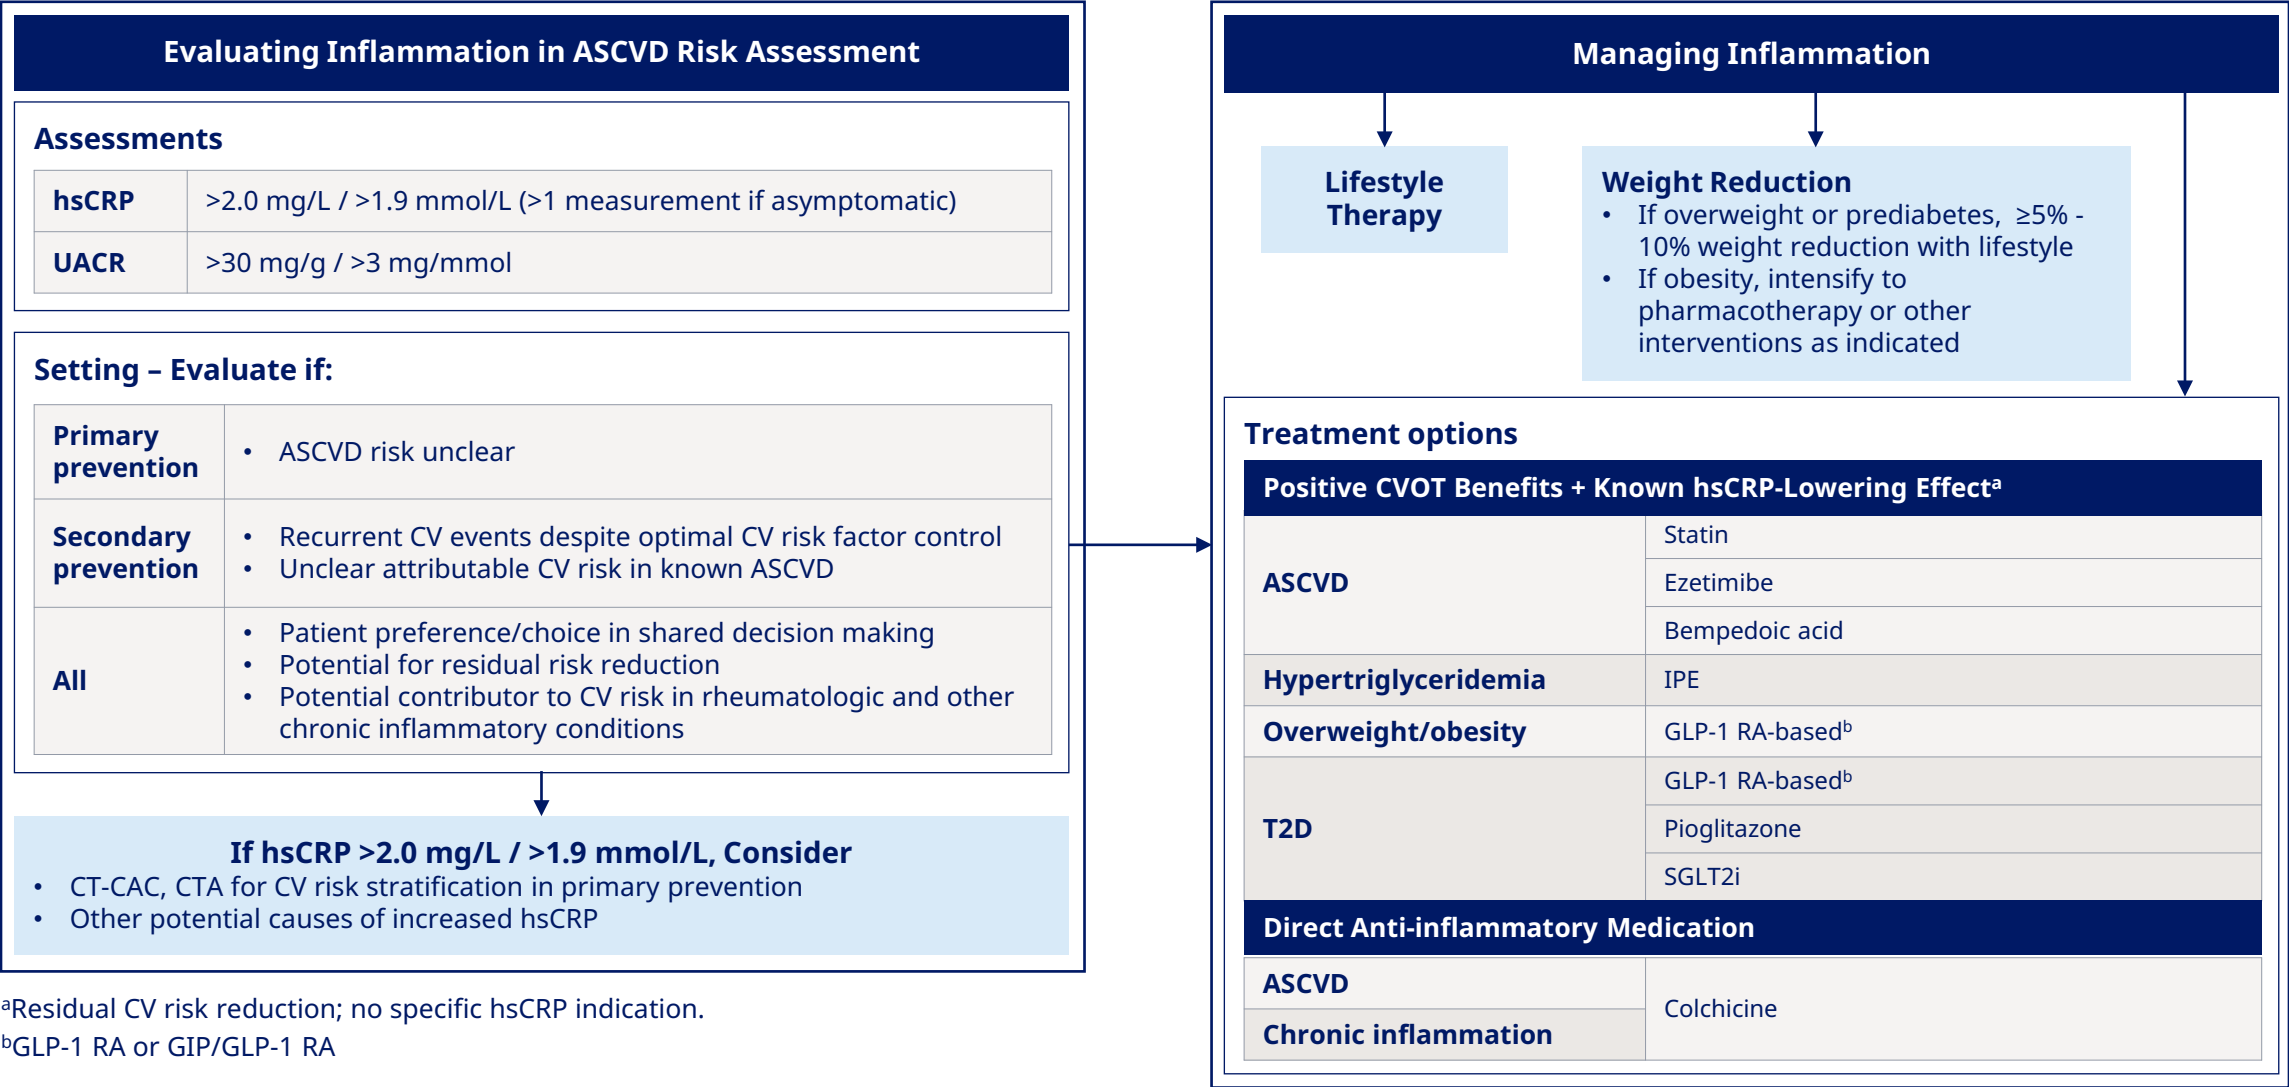 Evaluating Inflammation in ASCVD Risk Assessment
Assessments
hsCRP
>2.0 mg/L / >1.9 mmol/L (>1 measurement if asymptomatic)
UACR
>30 mg/g / >3 mg/mmol
Setting – Evaluate if:
Primary
prevention
• ASCVD risk unclear
Secondary
prevention
• Recurrent CV events despite optimal CV risk factor control
• Unclear attributable CV risk in known ASCVD
All
• Patient preference/choice in shared decision making
• Potential for residual risk reduction
• Potential contributor to CV risk in rheumatologic and other
chronic inflammatory conditions
If hsCRP >2.0 mg/L / >1.9 mmol/L, Consider
• CT-CAC, CTA for CV risk stratification in primary prevention
• Other potential causes of increased hsCRP
ᵃResidual CV risk reduction; no specific hsCRP indication.
ᵇGLP-1 RA or GIP/GLP-1 RA
Managing Inflammation
Lifestyle
Therapy
Weight Reduction
• If overweight or prediabetes, ≥5% -
10% weight reduction with lifestyle
• If obesity, intensify to
pharmacotherapy or other
interventions as indicated
Treatment options
Positive CVOT Benefits + Known hsCRP-Lowering Effectᵃ
ASCVD
Statin
Ezetimibe
Bempedoic acid
Hypertriglyceridemia
IPE
Overweight/obesity
GLP-1 RA-basedᵇ
T2D
GLP-1 RA-basedᵇ
Pioglitazone
SGLT2i
Direct Anti-inflammatory Medication
ASCVD
Chronic inflammation
Colchicine